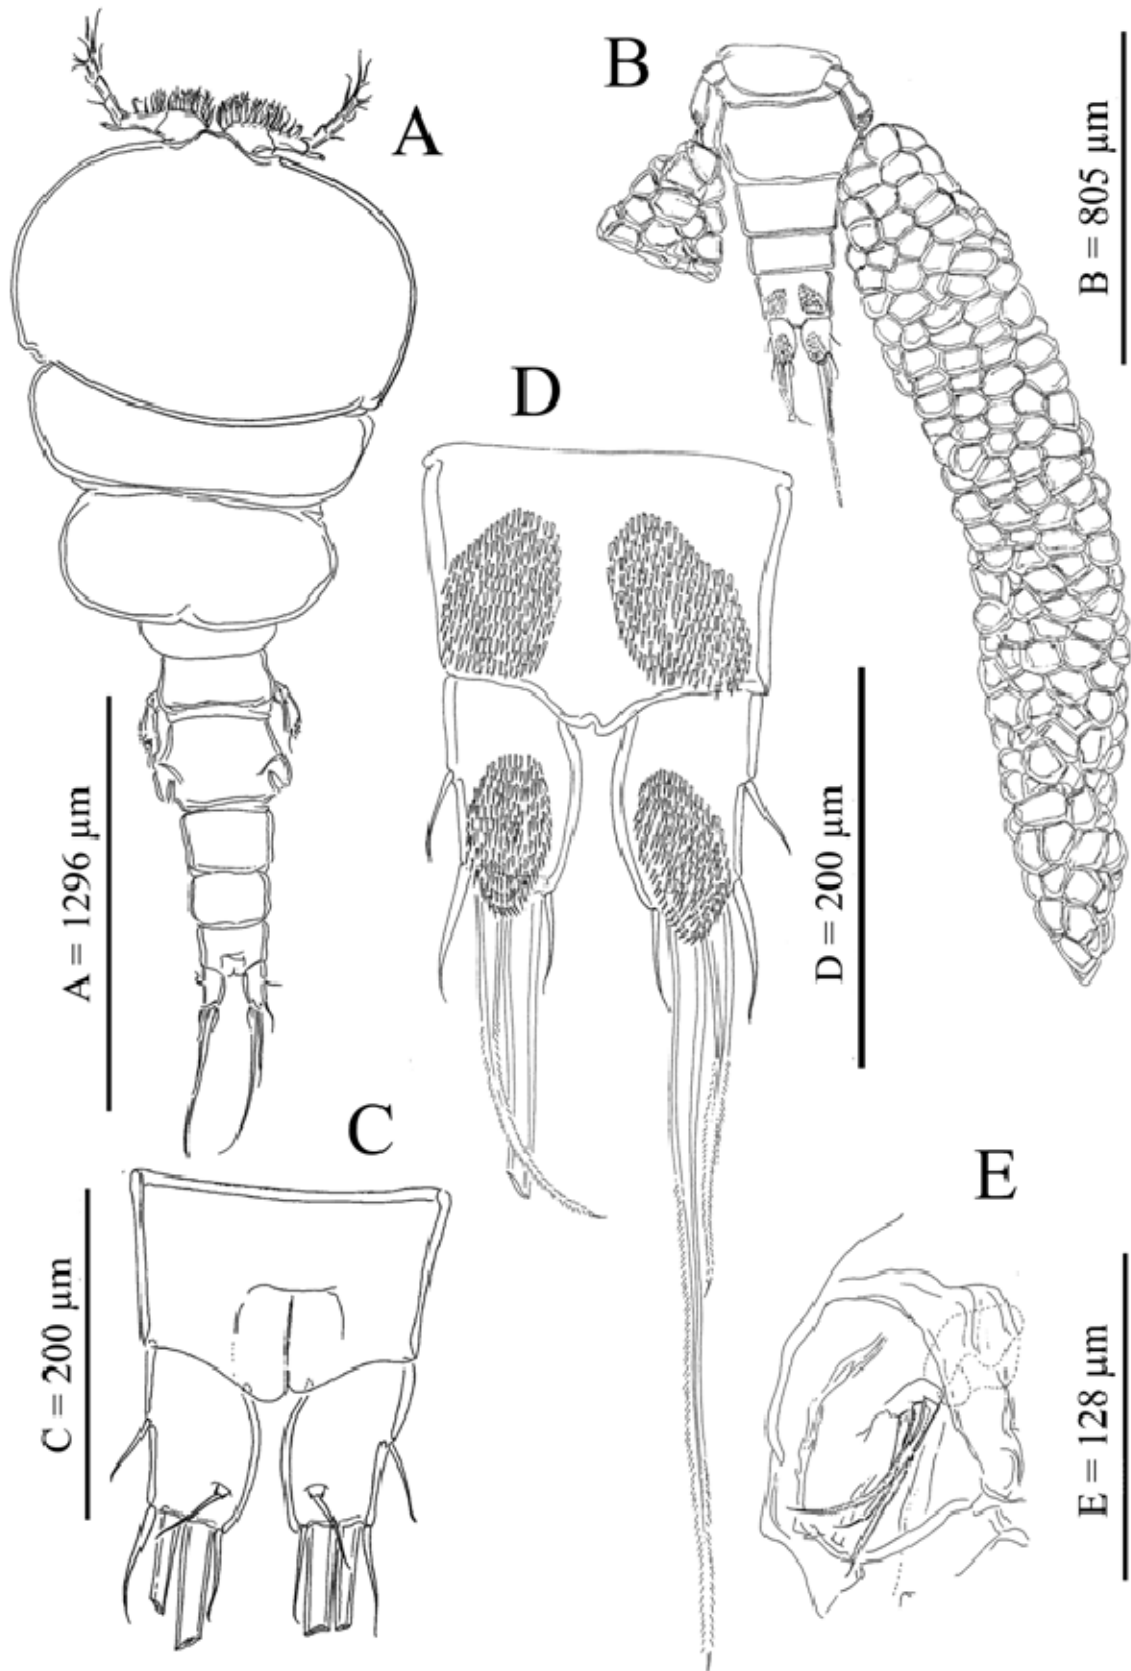 A
B
B = 805 µm
D
A = 1296 µm
D = 200 µm
C
C = 200 µm
E
E = 128 µm